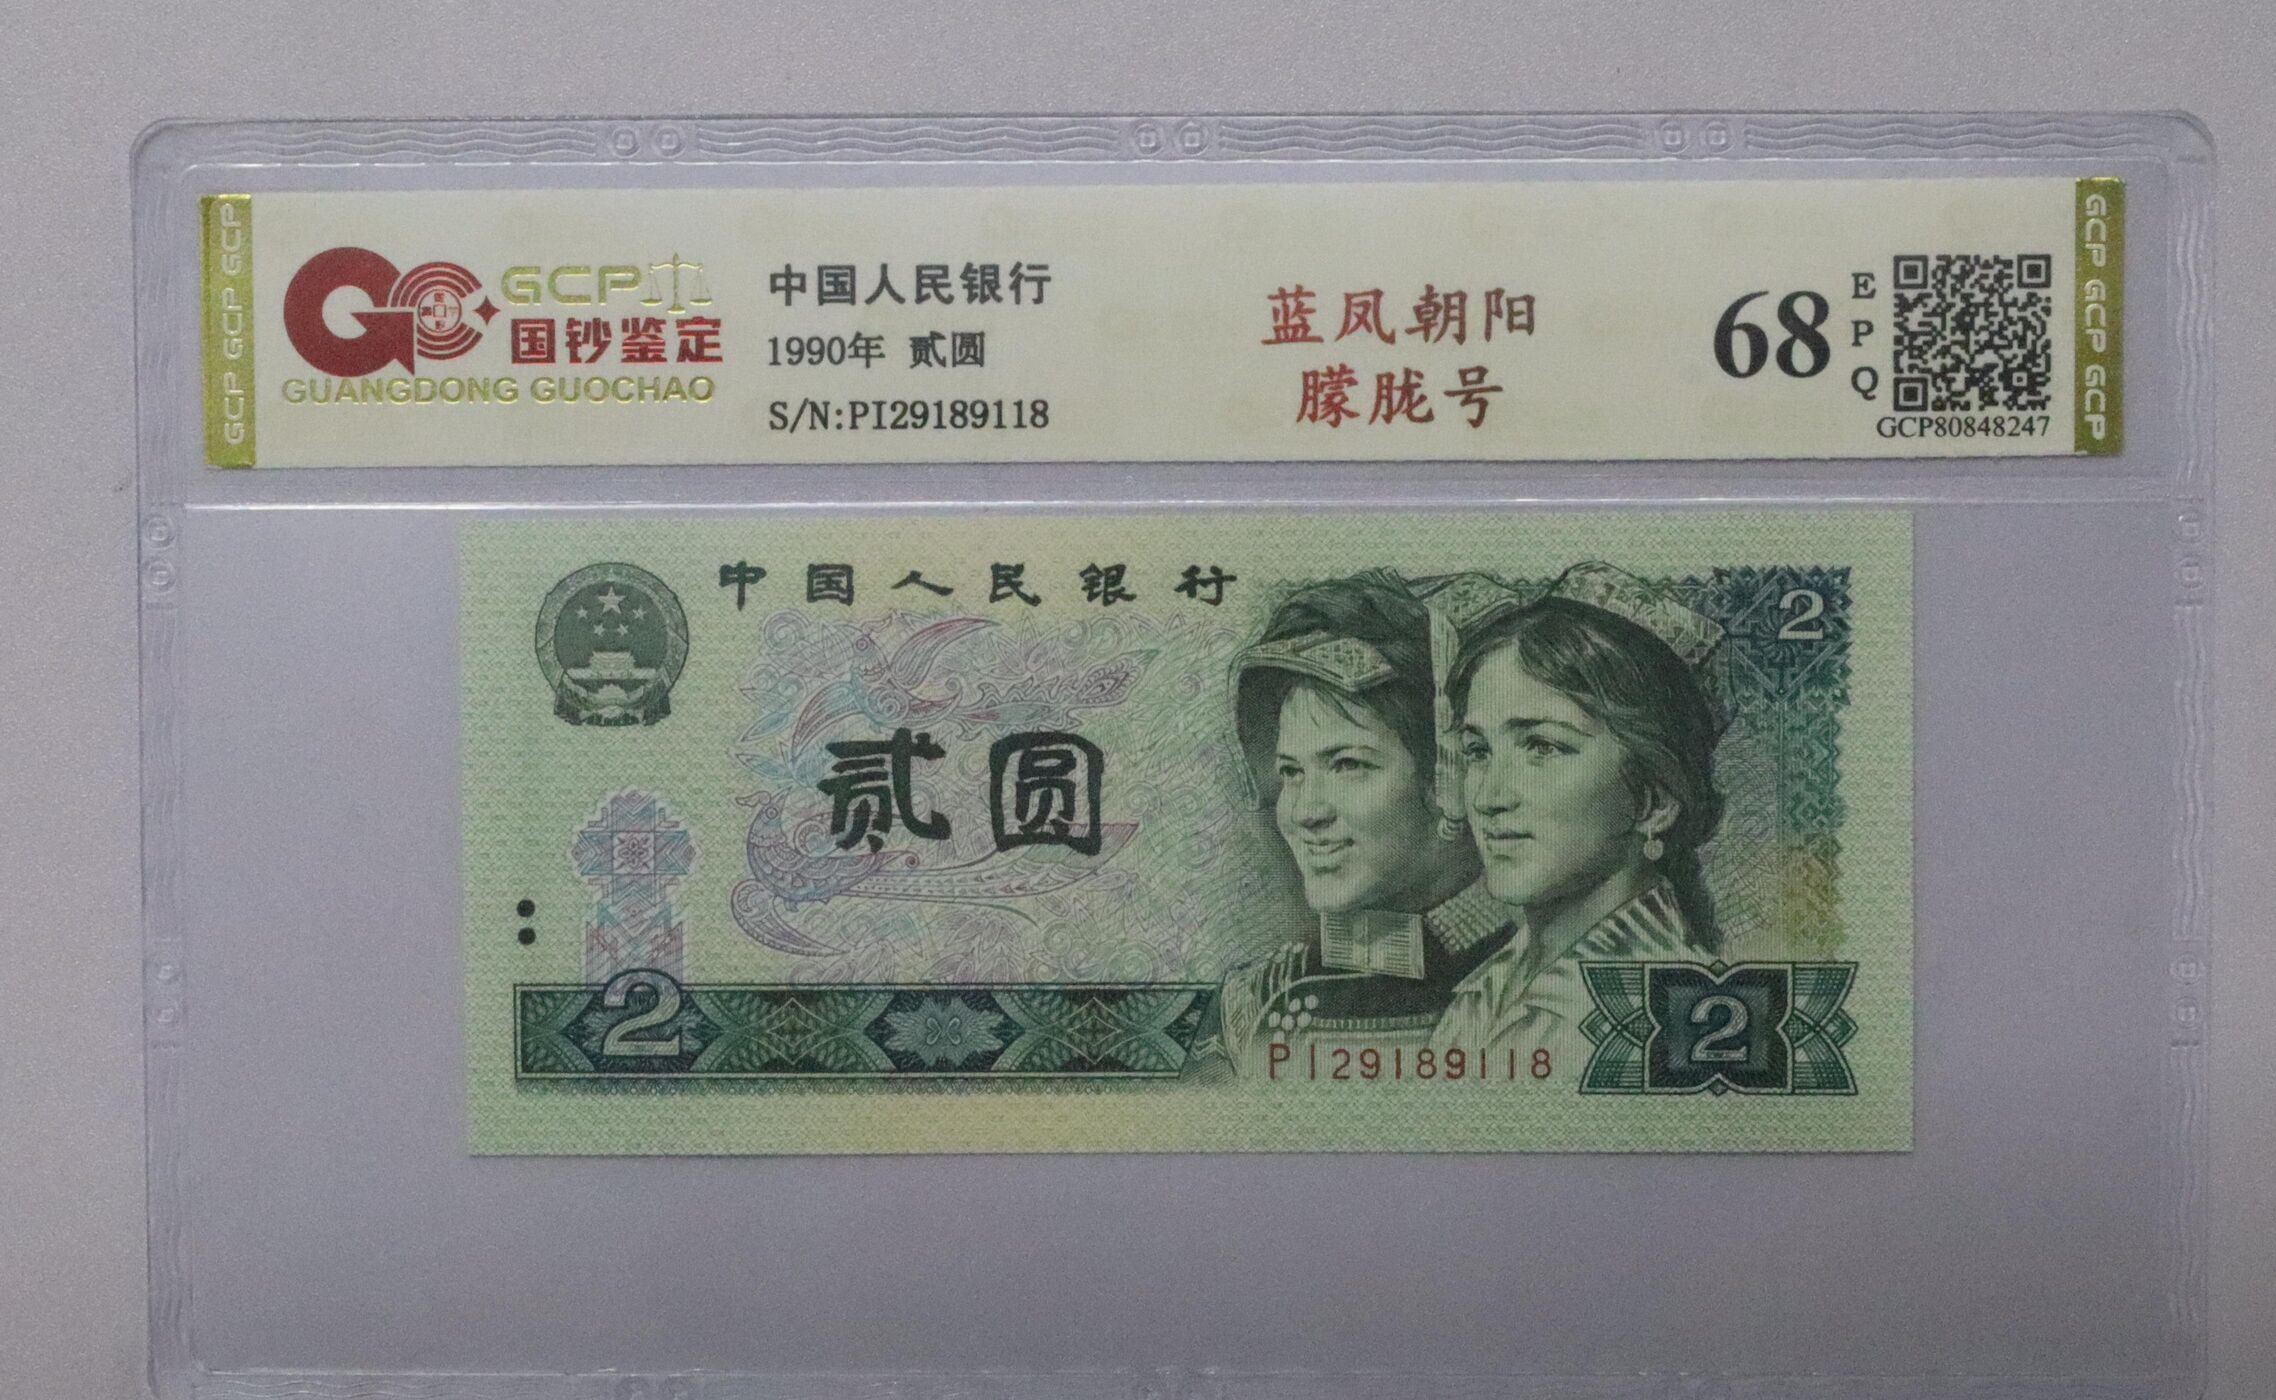 GCP GCP GCP
GCP
国钞鉴定
GUANGDONG GUOCHAO
中国人民银行
1990年 贰圆
S/N:PI29189118
蓝凤朝阳
朦胧号
68
EPQ
GCP80848247
GCP GCP GCP
中国人民银行
2
贰圆
2
2
PI29189118